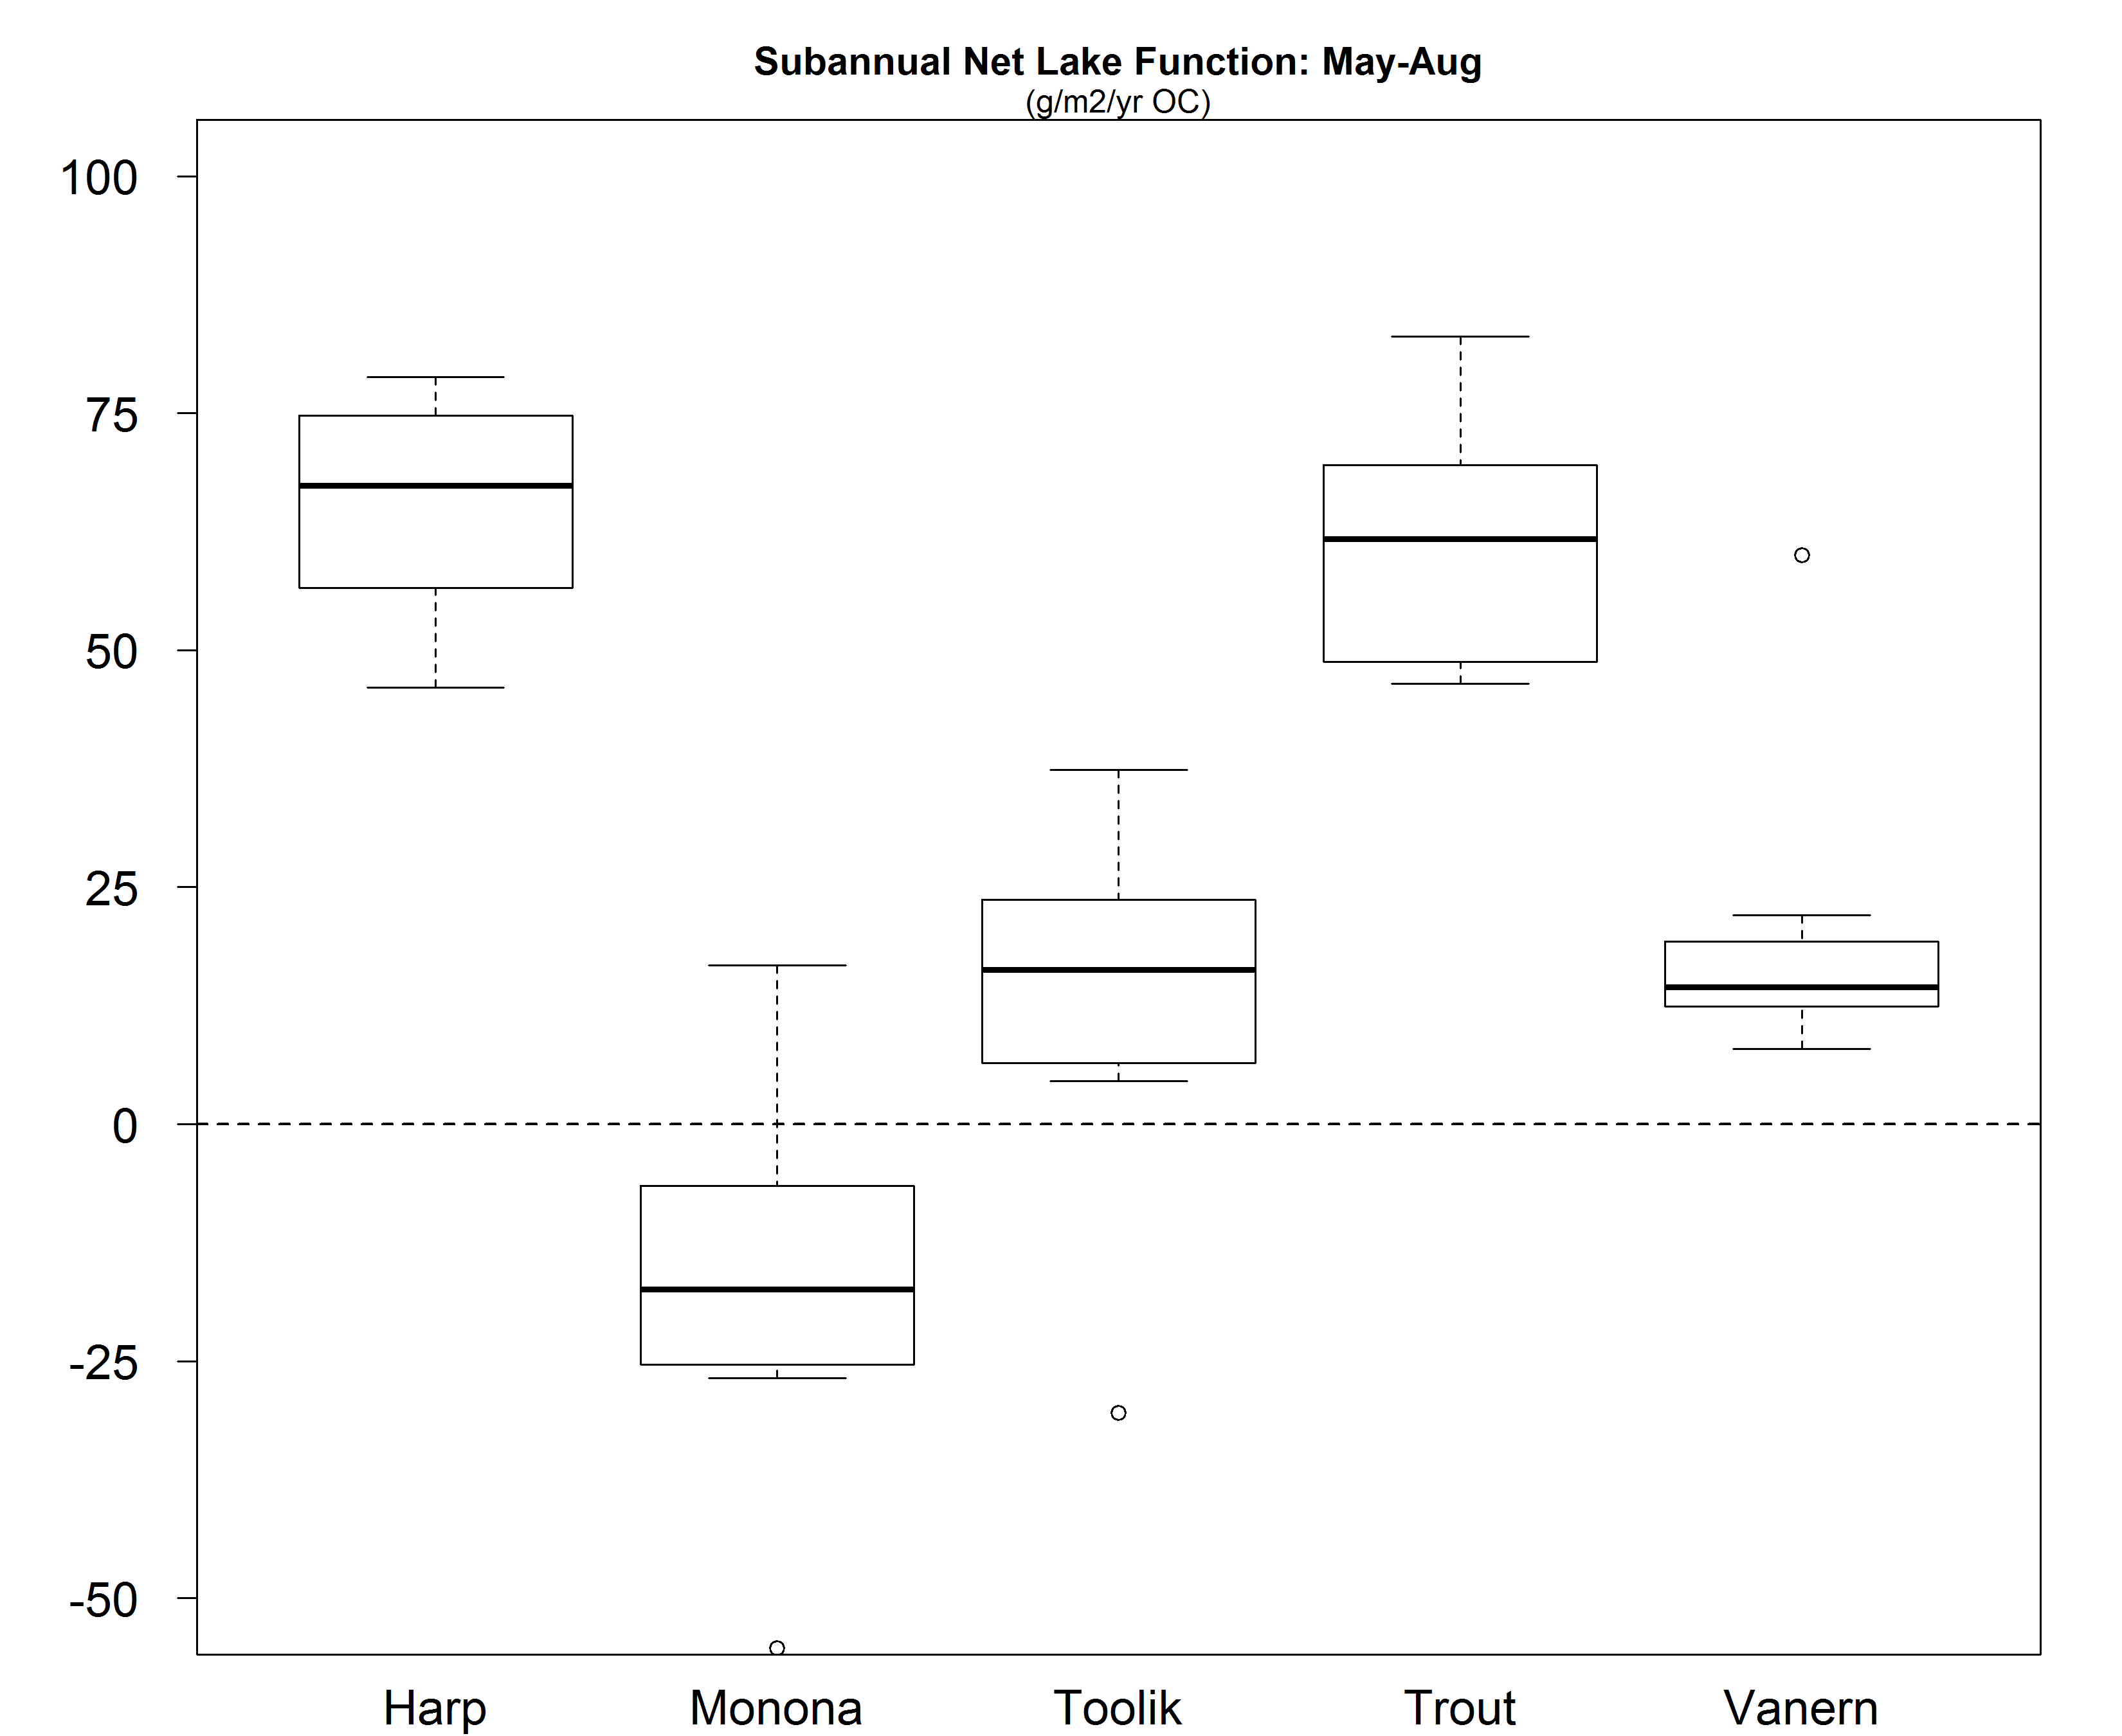 Subannual Net Lake Function: May-Aug
(g/m2/yr OC)
100
75
50
25
0
-25
-50
Harp Monona Toolik Trout Vanern